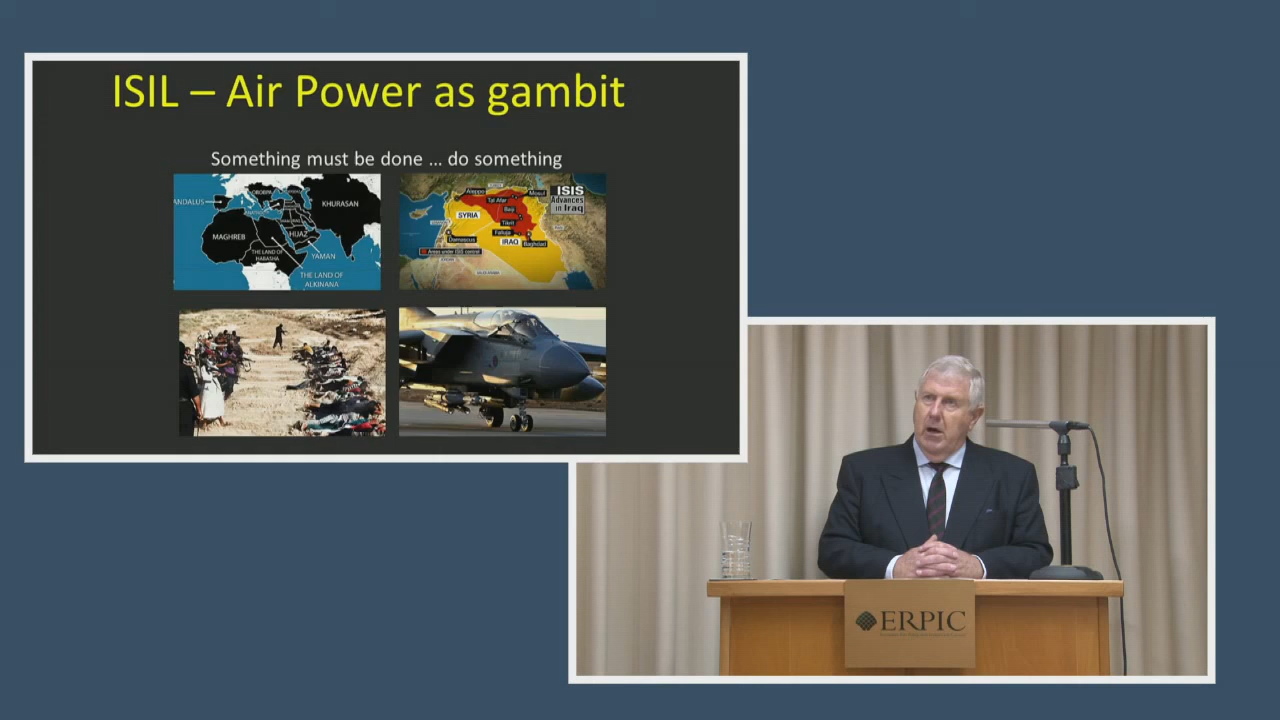 ISIL – Air Power as gambit
Something must be done ... do something
ANDALUS
OROBPA
KHURASAN
MAGHREB
HIJAZ
THE LAND OF
HABASHA
YAMAN
THE LAND OF
ALKINANA
ISIS
Advances
in Iraq
Aleppo
Mosul
Tal Afar
Baiji
SYRIA
Tikrit
Fallujah
Damascus
IRAQ
Baghdad
Areas under ISIS control
ERPIC